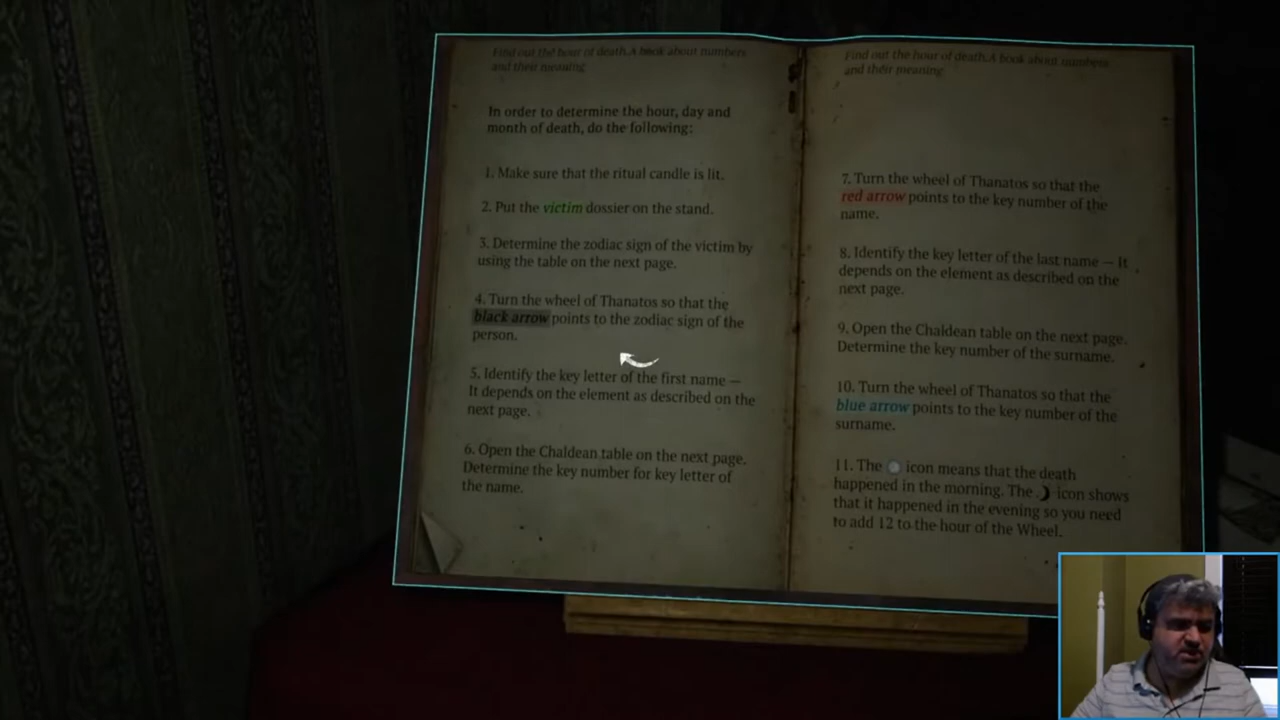 Find out the hour of death.A book about numbers
and their meaning
In order to determine the hour, day and
month of death, do the following:
1. Make sure that the ritual candle is lit.
2. Put the victim dossier on the stand.
3. Determine the zodiac sign of the victim by
using the table on the next page.
4. Turn the wheel of Thanatos so that the
black arrow points to the zodiac sign of the
person.
5. Identify the key letter of the first name —
It depends on the element as described on the
next page.
6. Open the Chaldean table on the next page.
Determine the key number for key letter of
the name.
Find out the hour of death.A book about numbers
and their meaning
7. Turn the wheel of Thanatos so that the
red arrow points to the key number of the
name.
8. Identify the key letter of the last name — It
depends on the element as described on the
next page.
9. Open the Chaldean table on the next page.
Determine the key number of the surname.
10. Turn the wheel of Thanatos so that the
blue arrow points to the key number of the
surname.
11. The icon means that the death
happened in the morning. The icon shows
that it happened in the evening so you need
to add 12 to the hour of the Wheel.